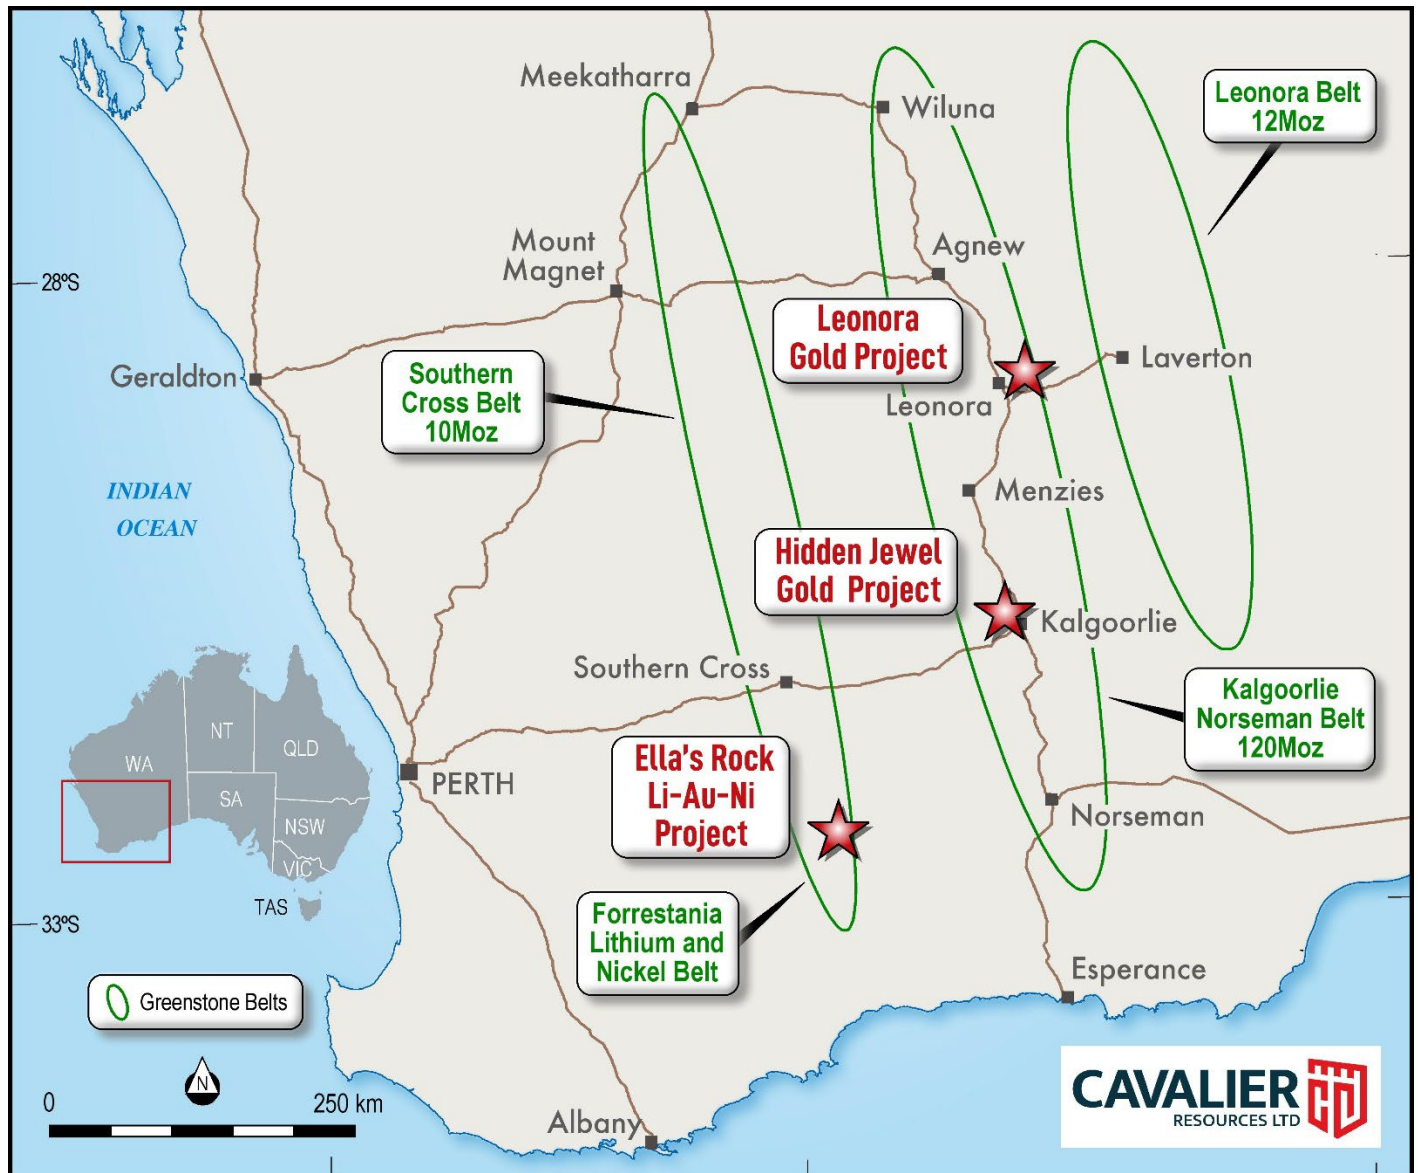 Meekatharra
Wiluna
Leonora Belt
12Moz
Mount
Magnet
Agnew
28ºS
Leonora
Gold Project
Laverton
Geraldton
Southern
Cross Belt
10Moz
Leonora
INDIAN
OCEAN
Menzies
Hidden Jewel
Gold Project
Kalgoorlie
Southern Cross
Kalgoorlie
Norseman Belt
120Moz
WA
NT
QLD
SA
NSW
VIC
TAS
PERTH
Ella's Rock
Li-Au-Ni
Project
Norseman
33ºS
Forrestania
Lithium and
Nickel Belt
Esperance
Greenstone Belts
N
0 250 km
Albany
CAVALIER
RESOURCES LTD